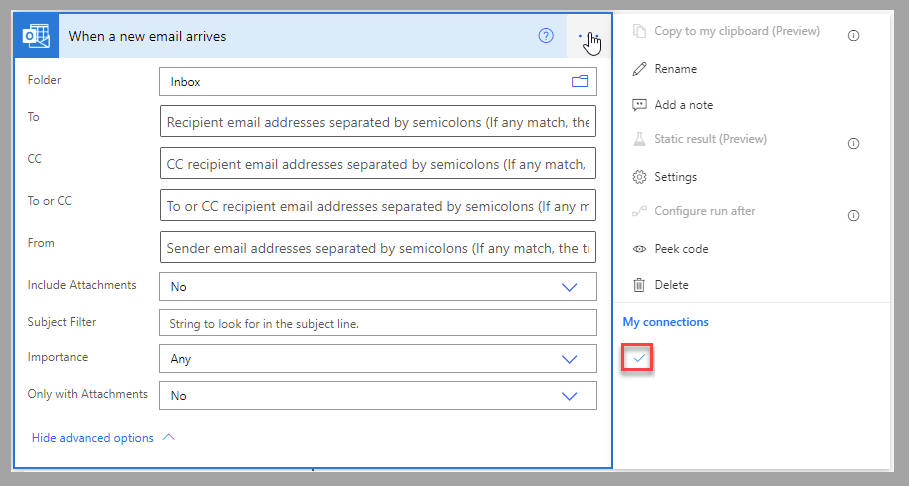 When a new email arrives
Folder
Inbox
To
Recipient email addresses separated by semicolons (If any match, the
CC
CC recipient email addresses separated by semicolons (If any match,
To or CC
To or CC recipient email addresses separated by semicolons (If any m
From
Sender email addresses separated by semicolons (If any match, the tr
Include Attachments
No
Subject Filter
String to look for in the subject line.
Importance
Any
Only with Attachments
No
Hide advanced options
Copy to my clipboard (Preview)
Rename
Add a note
Static result (Preview)
Settings
Configure run after
Peek code
Delete
My connections